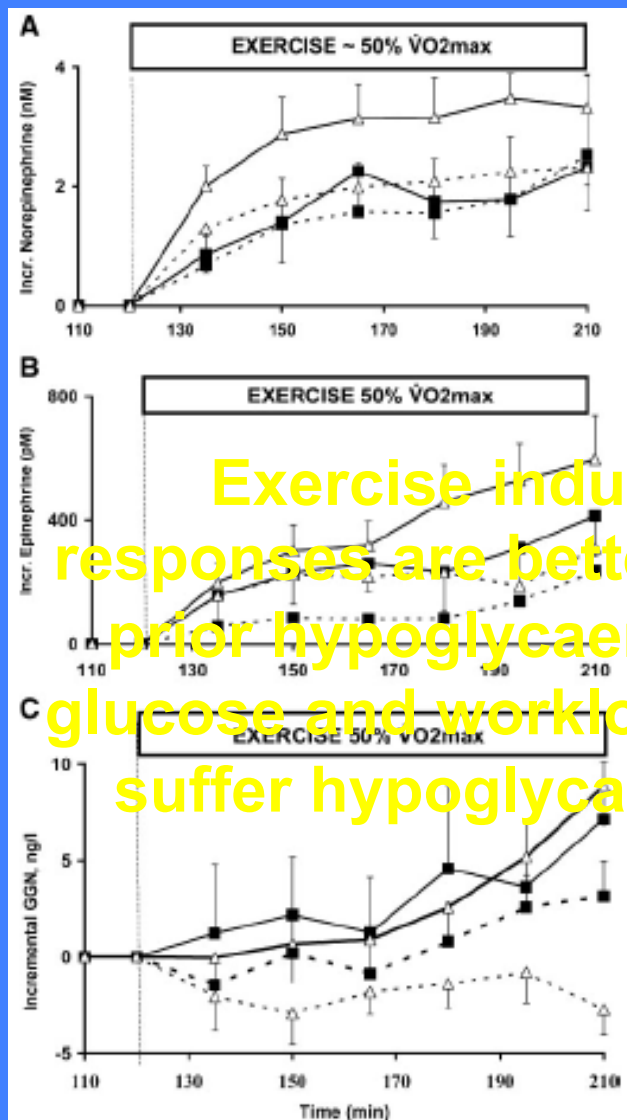 A
EXERCISE ~ 50% V̇O2max
Incr. Norepinephrine (nM)
4
2
0
110 130 150 170 190 210
B
EXERCISE 50% V̇O2max
Incr. Epinephrine (pM)
800
400
0
110 130 150 170 190 210
Exercise indu
responses are bette
prior hypoglycaem
glucose and worklo
suffer hypoglyca
C
EXERCISE 50% V̇O2max
Incremental GGN, ng/l
10
5
0
-5
110 130 150 170 190 210
Time (min)